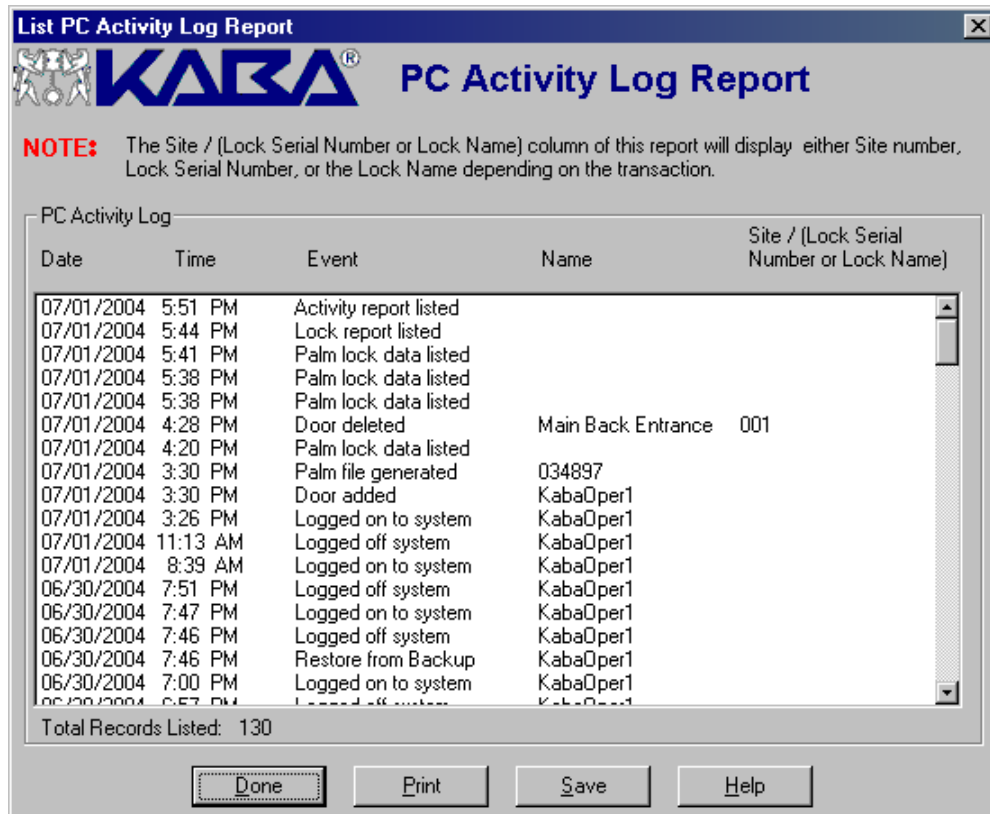 List PC Activity Log Report
KABA® PC Activity Log Report
NOTE: The Site / (Lock Serial Number or Lock Name) column of this report will display either Site number,
Lock Serial Number, or the Lock Name depending on the transaction.
PC Activity Log
Site / (Lock Serial
Date Time Event Name Number or Lock Name)
07/01/2004 5:51 PM Activity report listed
07/01/2004 5:44 PM Lock report listed
07/01/2004 5:41 PM Palm lock data listed
07/01/2004 5:38 PM Palm lock data listed
07/01/2004 5:38 PM Palm lock data listed
07/01/2004 4:28 PM Door deleted Main Back Entrance 001
07/01/2004 4:20 PM Palm lock data listed
07/01/2004 3:30 PM Palm file generated 034897
07/01/2004 3:30 PM Door added KabaOper1
07/01/2004 3:26 PM Logged on to system KabaOper1
07/01/2004 11:13 AM Logged off system KabaOper1
07/01/2004 8:39 AM Logged on to system KabaOper1
06/30/2004 7:51 PM Logged off system KabaOper1
06/30/2004 7:47 PM Logged on to system KabaOper1
06/30/2004 7:46 PM Logged off system KabaOper1
06/30/2004 7:46 PM Restore from Backup KabaOper1
06/30/2004 7:00 PM Logged on to system KabaOper1
Total Records Listed: 130
Done Print Save Help